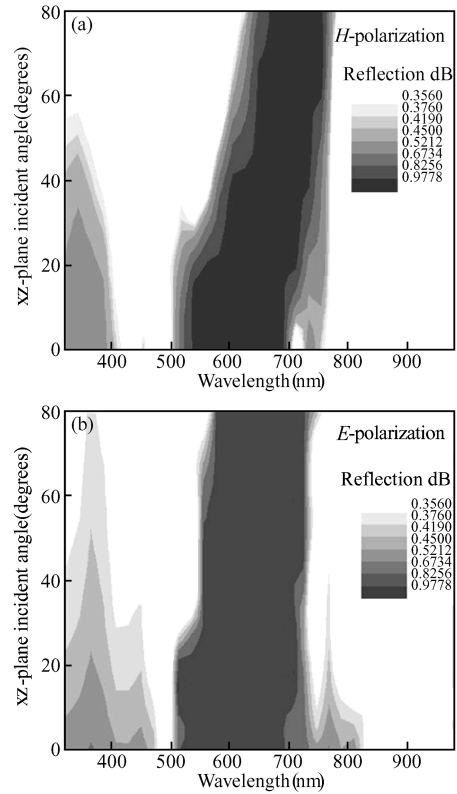 (a)
H-polarization
Reflection dB
0.3560
0.3760
0.4190
0.4500
0.5212
0.6734
0.8256
0.9778
80
60
40
20
0
xz-plane incident angle(degrees)
400 500 600 700 800 900
Wavelength(nm)
(b)
E-polarization
Reflection dB
0.3560
0.3760
0.4190
0.4500
0.5212
0.6734
0.8256
0.9778
80
60
40
20
0
xz-plane incident angle(degrees)
400 500 600 700 800 900
Wavelength(nm)